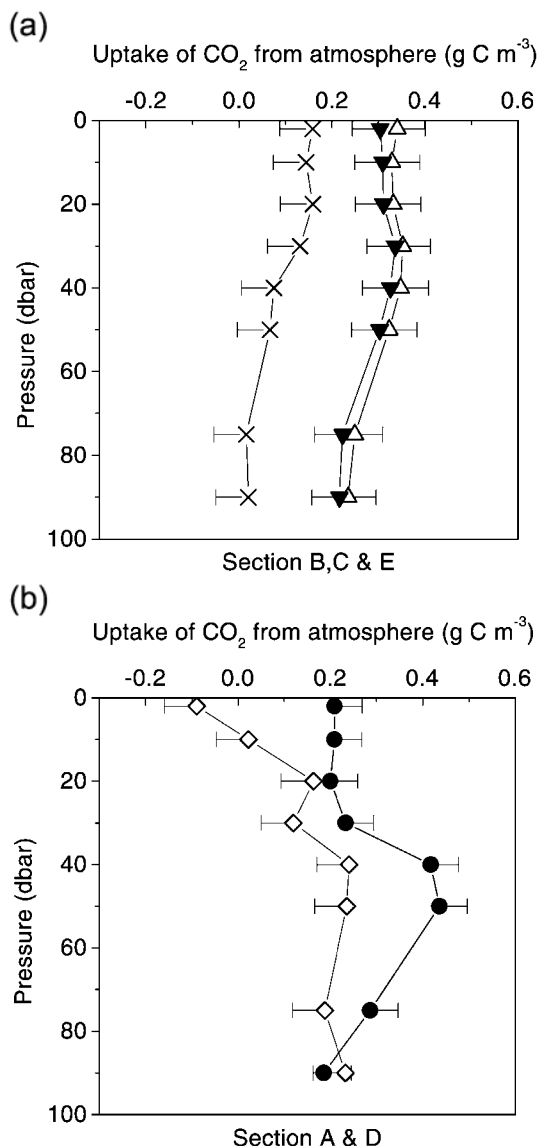 (a)
Uptake of CO₂ from atmosphere (g C m⁻³)
-0.2 0.0 0.2 0.4 0.6
0
20
40
60
80
100
Pressure (dbar)
Section B,C & E
(b)
Uptake of CO₂ from atmosphere (g C m⁻³)
-0.2 0.0 0.2 0.4 0.6
0
20
40
60
80
100
Pressure (dbar)
Section A & D